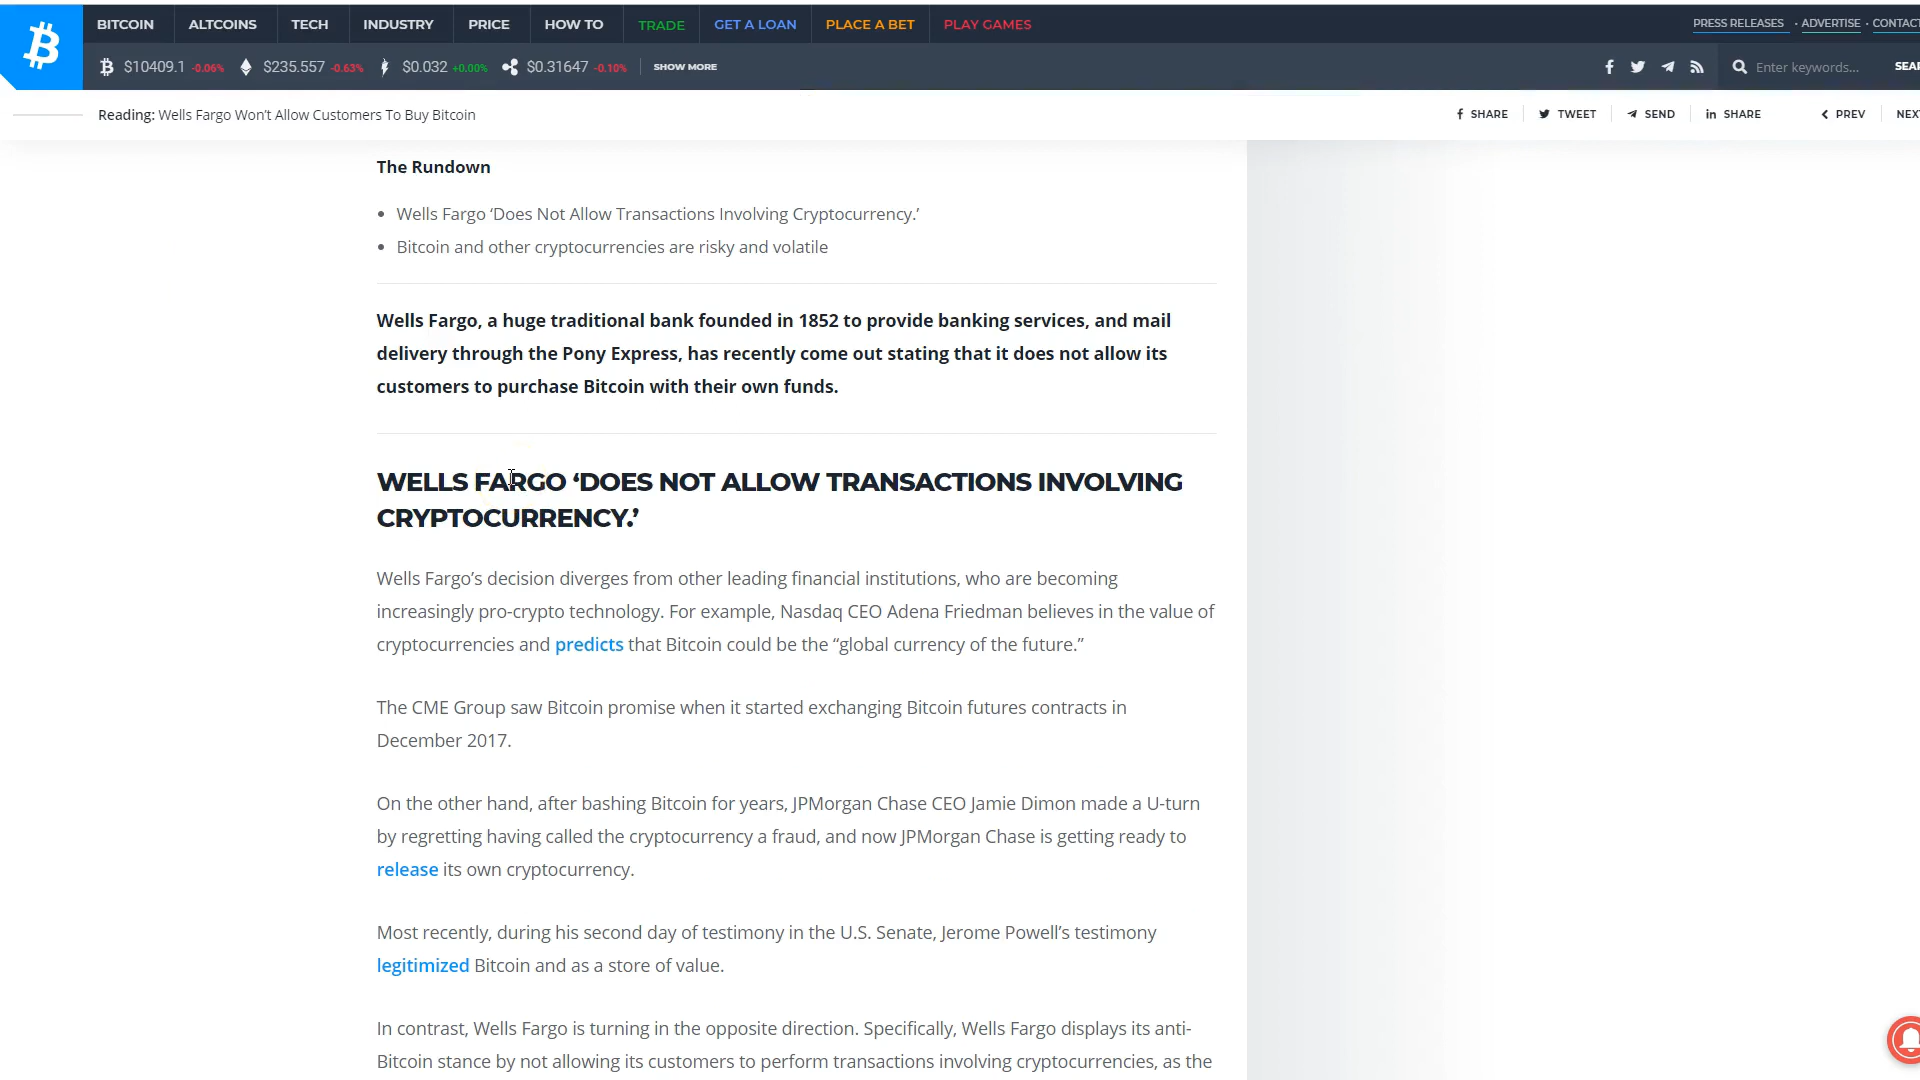 BITCOIN ALTCOINS TECH INDUSTRY PRICE HOW TO TRADE GET A LOAN PLACE A BET PLAY GAMES PRESS RELEASES · ADVERTISE · CONTACT
$10409.1 -0.06% $235.557 -0.63% $0.032 +0.00% $0.31647 -0.10% SHOW MORE Enter keywords...
Reading: Wells Fargo Won't Allow Customers To Buy Bitcoin SHARE TWEET SEND SHARE PREV
The Rundown
• Wells Fargo ‘Does Not Allow Transactions Involving Cryptocurrency.’
• Bitcoin and other cryptocurrencies are risky and volatile
Wells Fargo, a huge traditional bank founded in 1852 to provide banking services, and mail
delivery through the Pony Express, has recently come out stating that it does not allow its
customers to purchase Bitcoin with their own funds.
WELLS FARGO ‘DOES NOT ALLOW TRANSACTIONS INVOLVING
CRYPTOCURRENCY.’
Wells Fargo’s decision diverges from other leading financial institutions, who are becoming
increasingly pro-crypto technology. For example, Nasdaq CEO Adena Friedman believes in the value of
cryptocurrencies and predicts that Bitcoin could be the “global currency of the future.”
The CME Group saw Bitcoin promise when it started exchanging Bitcoin futures contracts in
December 2017.
On the other hand, after bashing Bitcoin for years, JPMorgan Chase CEO Jamie Dimon made a U-turn
by regretting having called the cryptocurrency a fraud, and now JPMorgan Chase is getting ready to
release its own cryptocurrency.
Most recently, during his second day of testimony in the U.S. Senate, Jerome Powell’s testimony
legitimized Bitcoin and as a store of value.
In contrast, Wells Fargo is turning in the opposite direction. Specifically, Wells Fargo displays its anti-
Bitcoin stance by not allowing its customers to perform transactions involving cryptocurrencies, as the